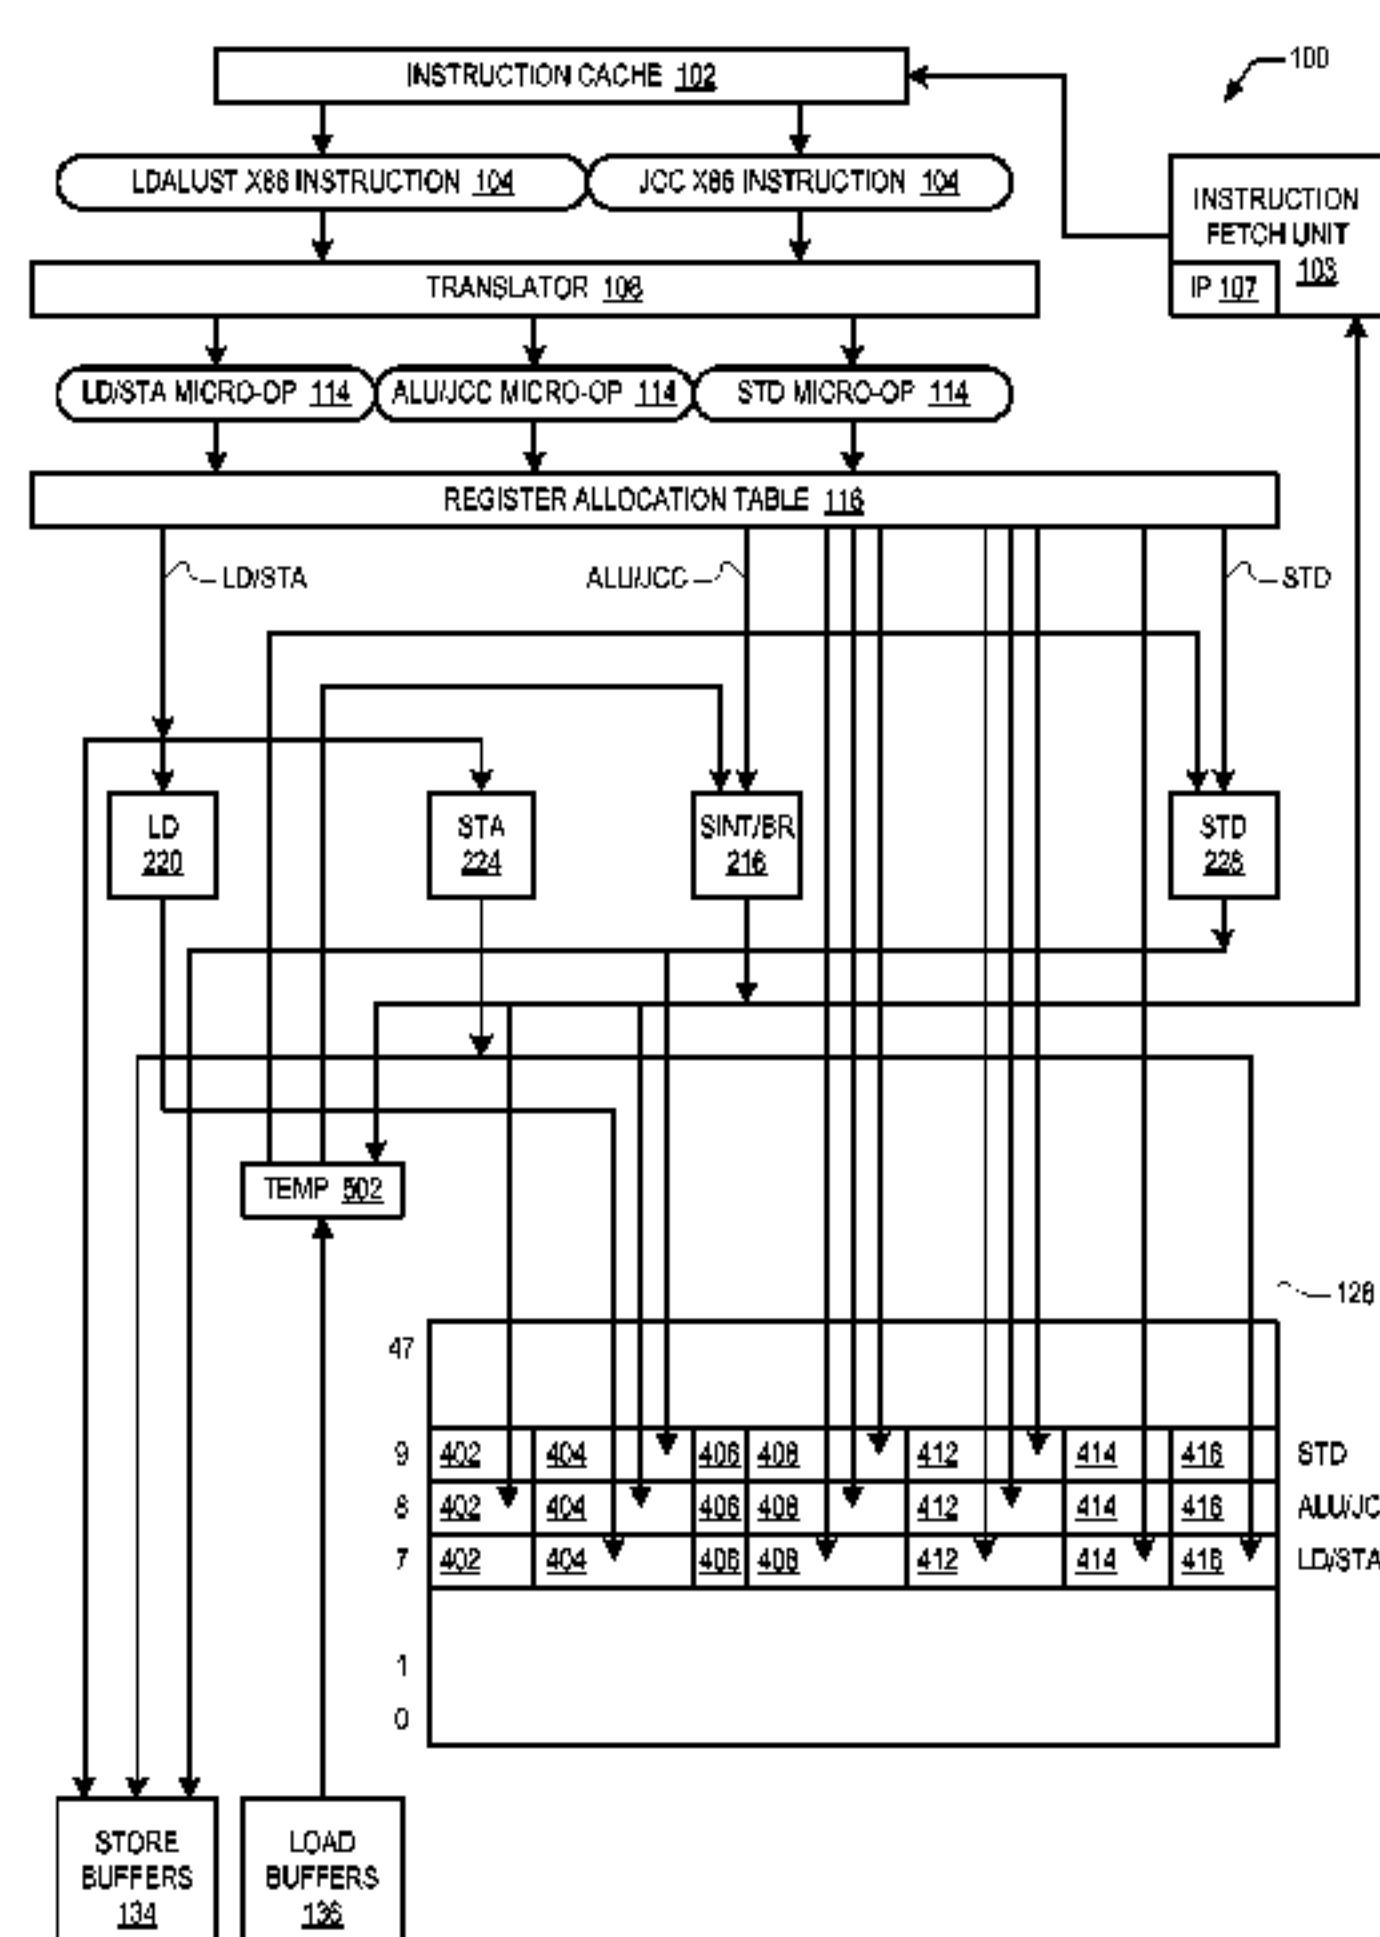 100
INSTRUCTION CACHE 102
LDALUST X86 INSTRUCTION 104
JCC X86 INSTRUCTION 104
INSTRUCTION
FETCH UNIT
103
IP 107
TRANSLATOR 106
LD/STA MICRO-OP 114
ALU/JCC MICRO-OP 114
STD MICRO-OP 114
REGISTER ALLOCATION TABLE 116
LD/STA
ALU/JCC
STD
LD
220
STA
224
SINT/BR
216
STD
228
TEMP 502
128
47
9 402 404 406 408 412 414 416 STD
8 402 404 406 408 412 414 416 ALU/JC
7 402 404 406 408 412 414 416 LD/STA
1
0
STORE
BUFFERS
134
LOAD
BUFFERS
136